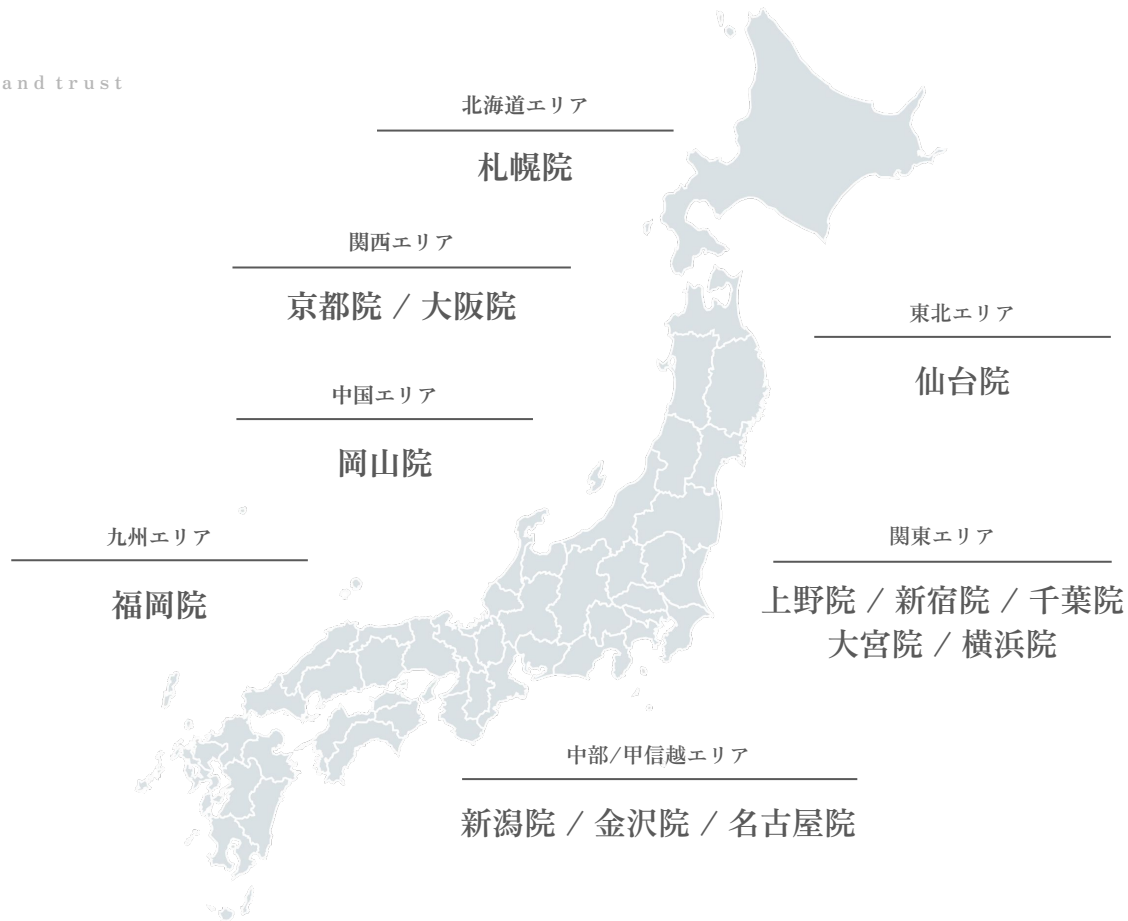 and trust
北海道エリア
札幌院
関西エリア
京都院 / 大阪院
東北エリア
仙台院
中国エリア
岡山院
九州エリア
福岡院
関東エリア
上野院 / 新宿院 / 千葉院
大宮院 / 横浜院
中部/甲信越エリア
新潟院 / 金沢院 / 名古屋院